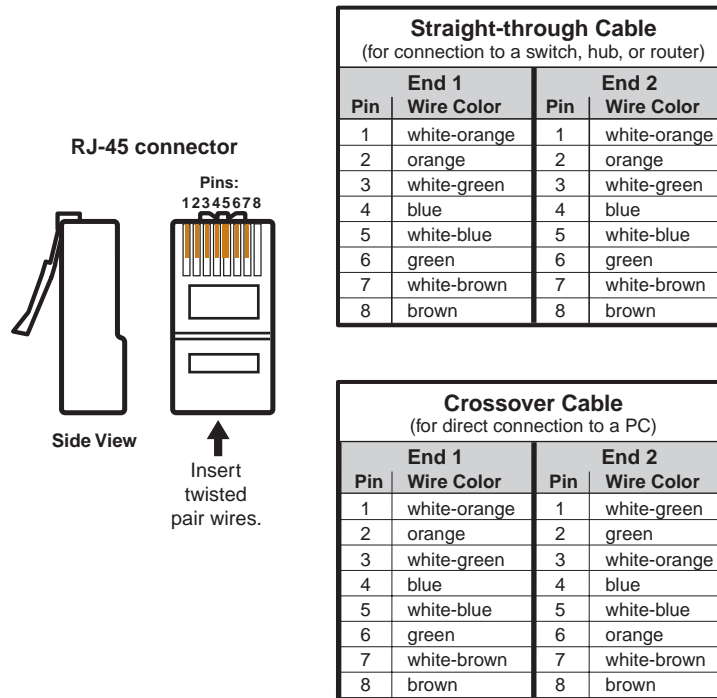 RJ-45 connector
Pins:
12345678
Side View
Insert
twisted
pair wires.
Straight-through Cable
(for connection to a switch, hub, or router)
End 1 End 2
Pin Wire Color Pin Wire Color
1 white-orange 1 white-orange
2 orange 2 orange
3 white-green 3 white-green
4 blue 4 blue
5 white-blue 5 white-blue
6 green 6 green
7 white-brown 7 white-brown
8 brown 8 brown
Crossover Cable
(for direct connection to a PC)
End 1 End 2
Pin Wire Color Pin Wire Color
1 white-orange 1 white-green
2 orange 2 green
3 white-green 3 white-orange
4 blue 4 blue
5 white-blue 5 white-blue
6 green 6 orange
7 white-brown 7 white-brown
8 brown 8 brown